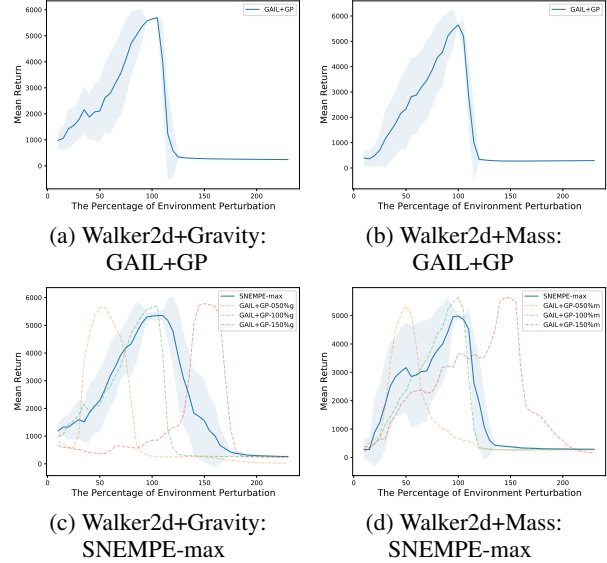 GAIL+GP
GAIL+GP
6000
5000
4000
3000
2000
1000
0
Mean Return
0
50
100
150
200
The Percentage of Environment Perturbation
6000
5000
4000
3000
2000
1000
0
Mean Return
0
50
100
150
200
The Percentage of Environment Perturbation
(a) Walker2d+Gravity:
GAIL+GP
(b) Walker2d+Mass:
GAIL+GP
6000
5000
4000
3000
2000
1000
0
Mean Return
SNEMPE-max
GAIL+GP-050%g
GAIL+GP-100%g
GAIL+GP-150%g
0
50
100
150
200
The Percentage of Environment Perturbation
6000
5000
4000
3000
2000
1000
0
Mean Return
SNEMPE-max
GAIL+GP-050%m
GAIL+GP-100%m
GAIL+GP-150%m
0
50
100
150
200
The Percentage of Environment Perturbation
(c) Walker2d+Gravity:
SNEMPE-max
(d) Walker2d+Mass:
SNEMPE-max